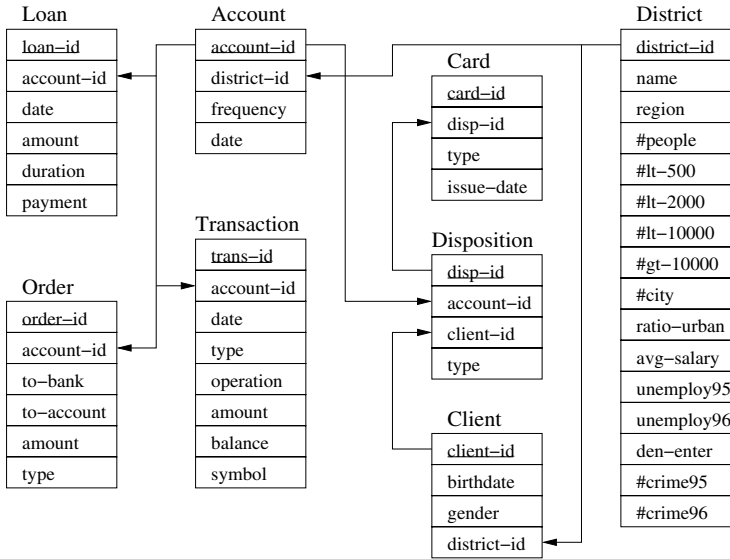 Loan
loan−id
account−id
date
amount
duration
payment
Account
account−id
district−id
frequency
date
Card
card−id
disp−id
type
issue−date
District
district−id
name
region
#people
#lt−500
#lt−2000
#lt−10000
#gt−10000
#city
ratio−urban
avg−salary
unemploy95
unemploy96
den−enter
#crime95
#crime96
Order
order−id
account−id
to−bank
to−account
amount
type
Transaction
trans−id
account−id
date
type
operation
amount
balance
symbol
Disposition
disp−id
account−id
client−id
type
Client
client−id
birthdate
gender
district−id